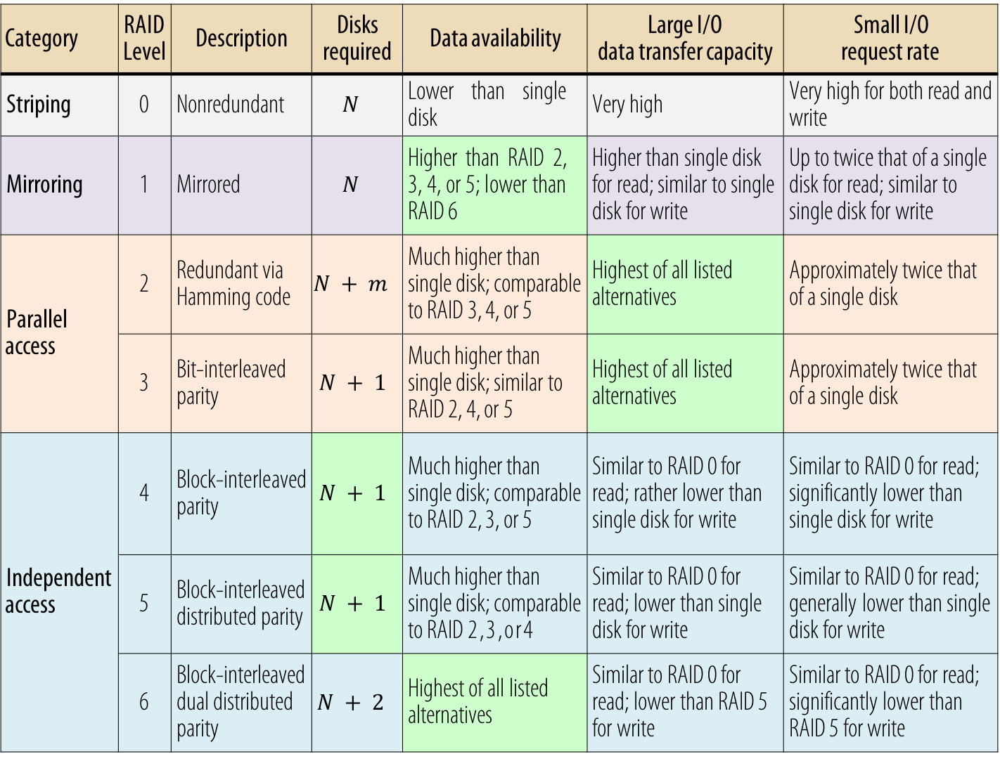 Category
RAID
Level
Description
Disks
required
Data availability
Large I/O
data transfer capacity
Small I/O
request rate
Striping
0
Nonredundant
N
Lower than single
disk
Very high
Very high for both read and
write
Mirroring
1
Mirrored
N
Higher than RAID 2,
3, 4, or 5; lower than
RAID 6
Higher than single disk
for read; similar to single
disk for write
Up to twice that of a single
disk for read; similar to
single disk for write
Parallel
access
2
Redundant via
Hamming code
N + m
Much higher than
single disk; comparable
to RAID 3, 4, or 5
Highest of all listed
alternatives
Approximately twice that
of a single disk
3
Bit-interleaved
parity
N + 1
Much higher than
single disk; similar to
RAID 2, 4, or 5
Highest of all listed
alternatives
Approximately twice that
of a single disk
Independent
access
4
Block-interleaved
parity
N + 1
Much higher than
single disk; comparable
to RAID 2, 3, or 5
Similar to RAID 0 for
read; rather lower than
single disk for write
Similar to RAID 0 for read;
significantly lower than
single disk for write
5
Block-interleaved
distributed parity
N + 1
Much higher than
single disk; comparable
to RAID 2, 3, or 4
Similar to RAID 0 for
read; lower than single
disk for write
Similar to RAID 0 for read;
generally lower than single
disk for write
6
Block-interleaved
dual distributed
parity
N + 2
Highest of all listed
alternatives
Similar to RAID 0 for
read; lower than RAID 5
for write
Similar to RAID 0 for read;
significantly lower than
RAID 5 for write